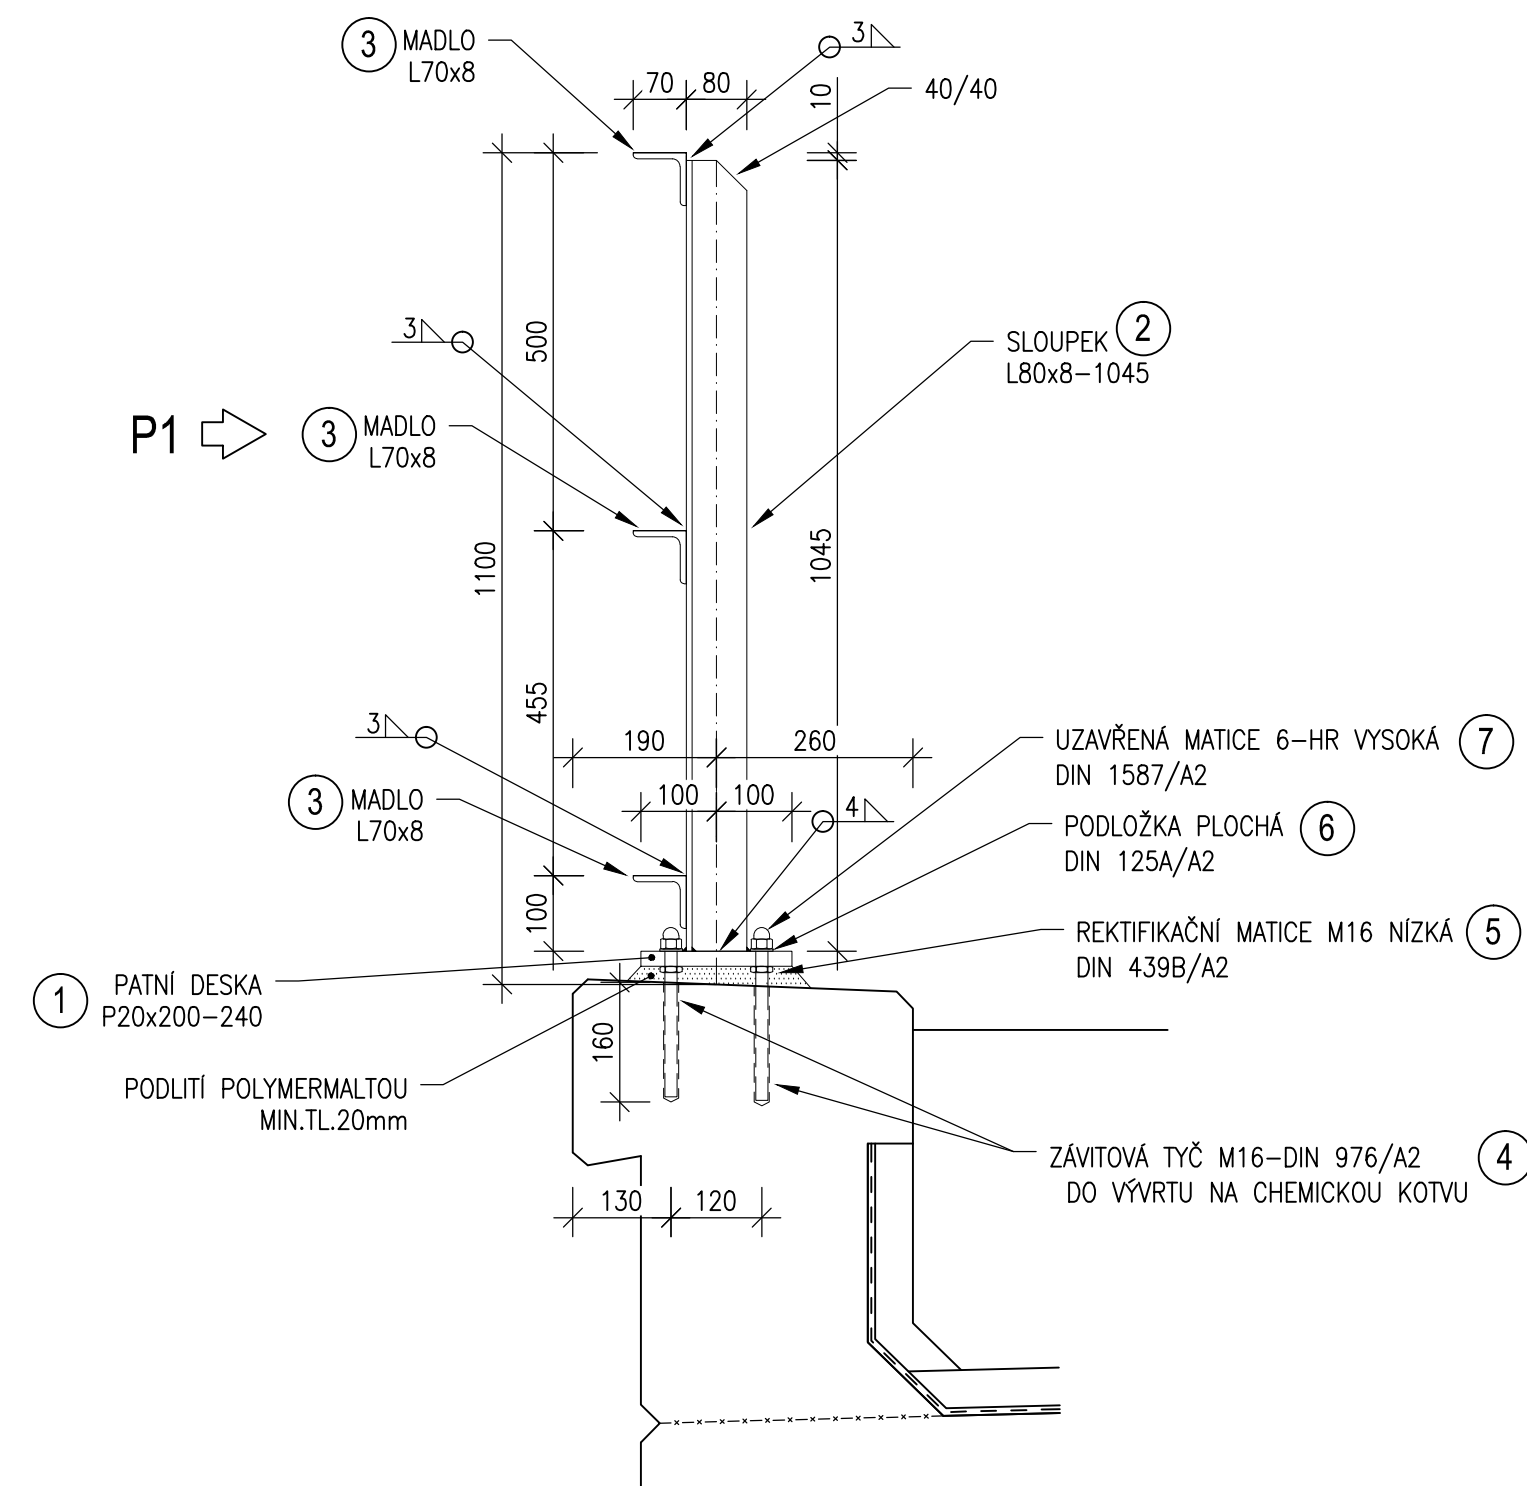 3 MADLO
L70x8
3
70 80
10
40/40
3
500
SLOUPEK 2
L80x8-1045
P1
3 MADLO
L70x8
1100
1045
455
3
190 260
UZAVŘENÁ MATICE 6-HR VYSOKÁ 7
DIN 1587/A2
3 MADLO
L70x8
100 100
4
PODLOŽKA PLOCHÁ 6
DIN 125A/A2
100
REKTIFIKAČNÍ MATICE M16 NÍZKÁ 5
DIN 439B/A2
1 PATNÍ DESKA
P20x200-240
160
PODLITÍ POLYMERMALTOU
MIN.TL.20mm
ZÁVITOVÁ TYČ M16-DIN 976/A2 4
DO VÝVRTU NA CHEMICKOU KOTVU
130 120